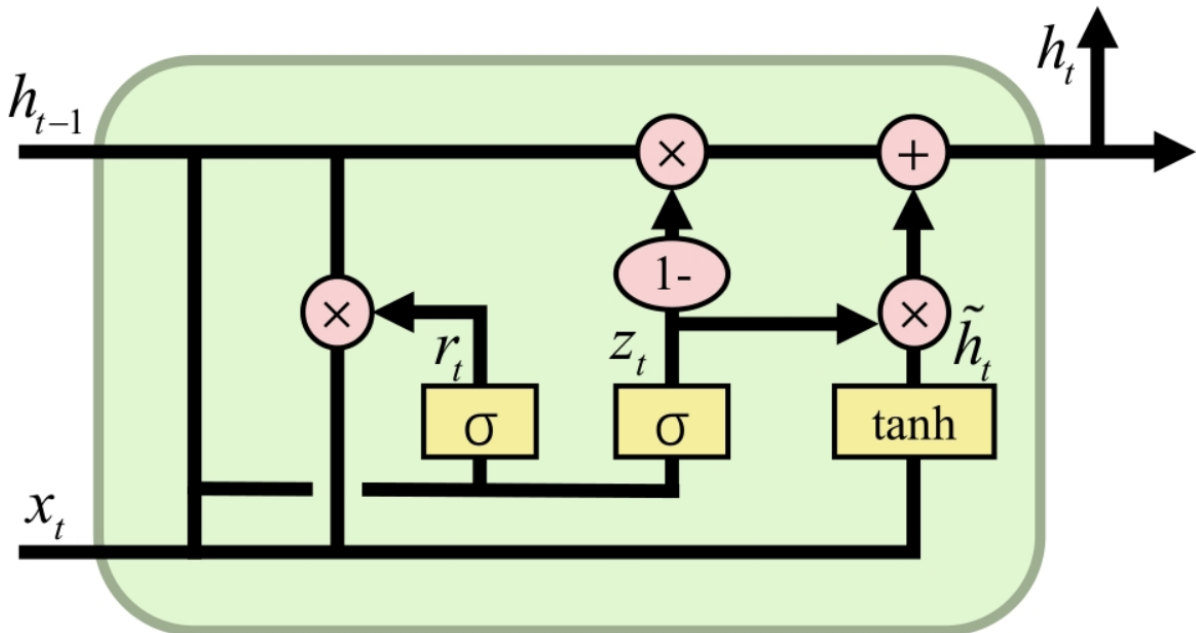 h_t
h_{t-1}
×
+
1-
×
×
r_t
z_t
h̃_t
σ
σ
tanh
x_t